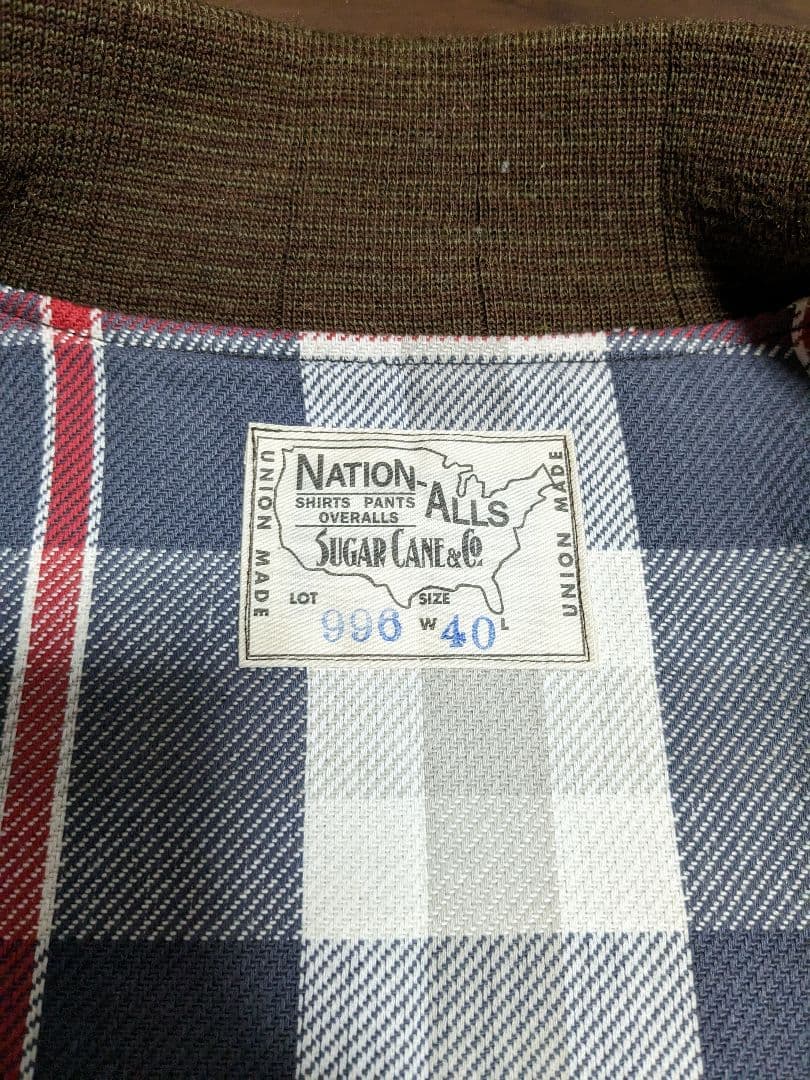 NATION-ALLS
SHIRTS PANTS
OVERALLS
SUGAR CANE & CO.
UNION MADE
UNION MADE
LOT 996
SIZE W 40 L